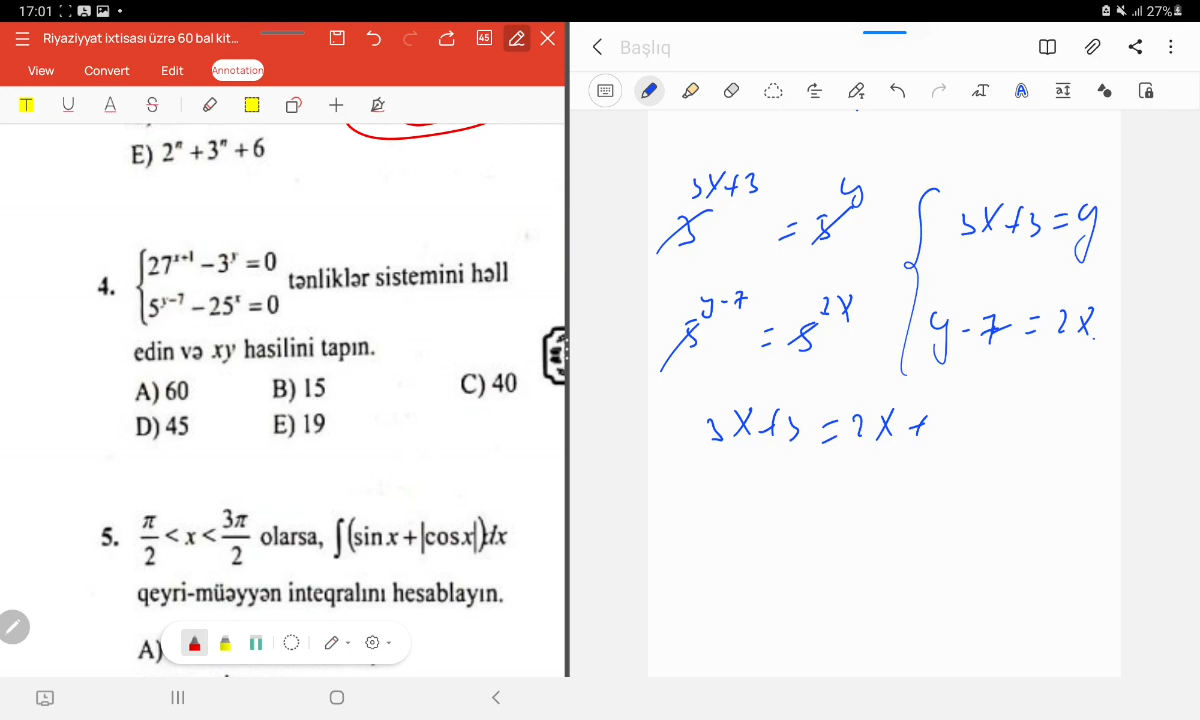 17:01
27%
Riyaziyyat ixtisası üzrə 60 bal kit...
45
View Convert Edit Annotation
T U A S
E) 2ⁿ + 3ⁿ + 6
4. {27ˣ⁺¹ – 3ʸ = 0
5ʸ⁻⁷ – 25ˣ = 0 tənliklər sistemini həll
edin və xy hasilini tapın.
A) 60 B) 15 C) 40
D) 45 E) 19
5. π/2 < x < 3π/2 olarsa, ∫(sin x + |cos x|)dx
qeyri-müəyyən inteqralını hesablayın.
A)
Başlıq
3^(3x+3) = 3^y { 3x+3=y
5^(y-7) = 5^(2x) y-7=2x.
3x+3=2x+